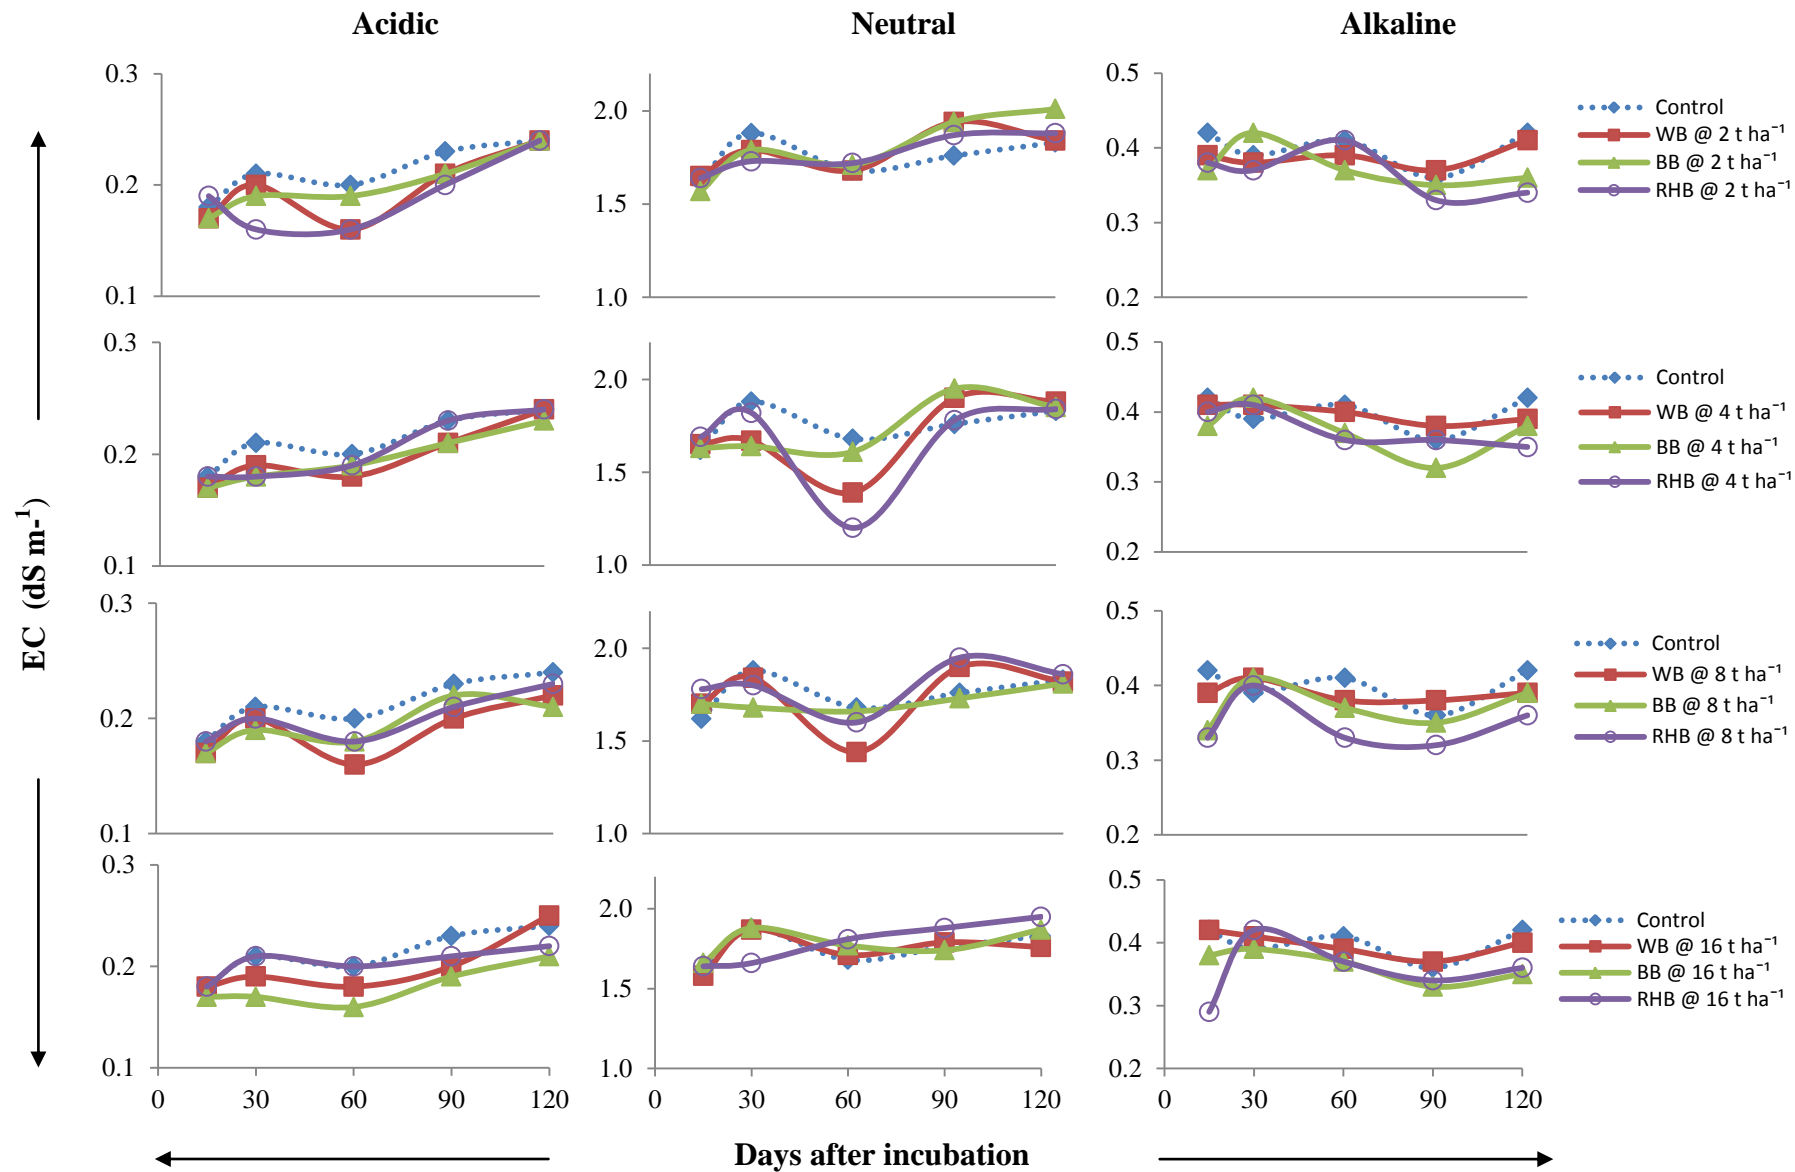 Acidic Neutral Alkaline
0.3
0.2
0.1
2.0
1.5
1.0
0.5
0.4
0.3
0.2
Control
WB @ 2 t ha⁻¹
BB @ 2 t ha⁻¹
RHB @ 2 t ha⁻¹
0.3
0.2
0.1
2.0
1.5
1.0
0.5
0.4
0.3
0.2
Control
WB @ 4 t ha⁻¹
BB @ 4 t ha⁻¹
RHB @ 4 t ha⁻¹
EC (dS m-¹)
0.3
0.2
0.1
2.0
1.5
1.0
0.5
0.4
0.3
0.2
Control
WB @ 8 t ha⁻¹
BB @ 8 t ha⁻¹
RHB @ 8 t ha⁻¹
0.3
0.2
0.1
2.0
1.5
1.0
0.5
0.4
0.3
0.2
Control
WB @ 16 t ha⁻¹
BB @ 16 t ha⁻¹
RHB @ 16 t ha⁻¹
0 30 60 90 120
0 30 60 90 120
0 30 60 90 120
Days after incubation